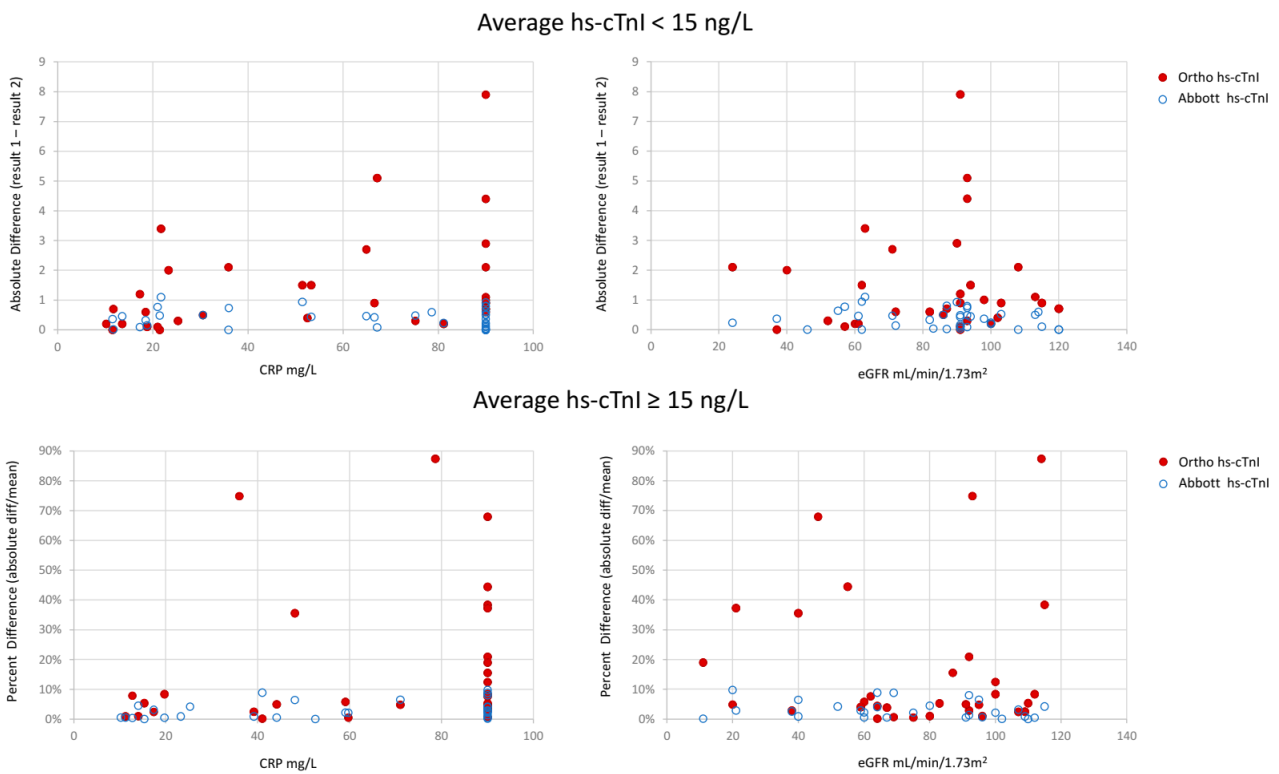 Average hs-cTnI < 15 ng/L
Absolute Difference (result 1 – result 2)
9
8
7
6
5
4
3
2
1
0
0 20 40 60 80 100
CRP mg/L
Absolute Difference (result 1 – result 2)
9
8
7
6
5
4
3
2
1
0
0 20 40 60 80 100 120 140
eGFR mL/min/1.73m²
Ortho hs-cTnI
Abbott hs-cTnI
Average hs-cTnI ≥ 15 ng/L
Percent Difference (absolute diff/mean)
90%
80%
70%
60%
50%
40%
30%
20%
10%
0%
0 20 40 60 80 100
CRP mg/L
Percent Difference (absolute diff/mean)
90%
80%
70%
60%
50%
40%
30%
20%
10%
0%
0 20 40 60 80 100 120 140
eGFR mL/min/1.73m²
Ortho hs-cTnI
Abbott hs-cTnI